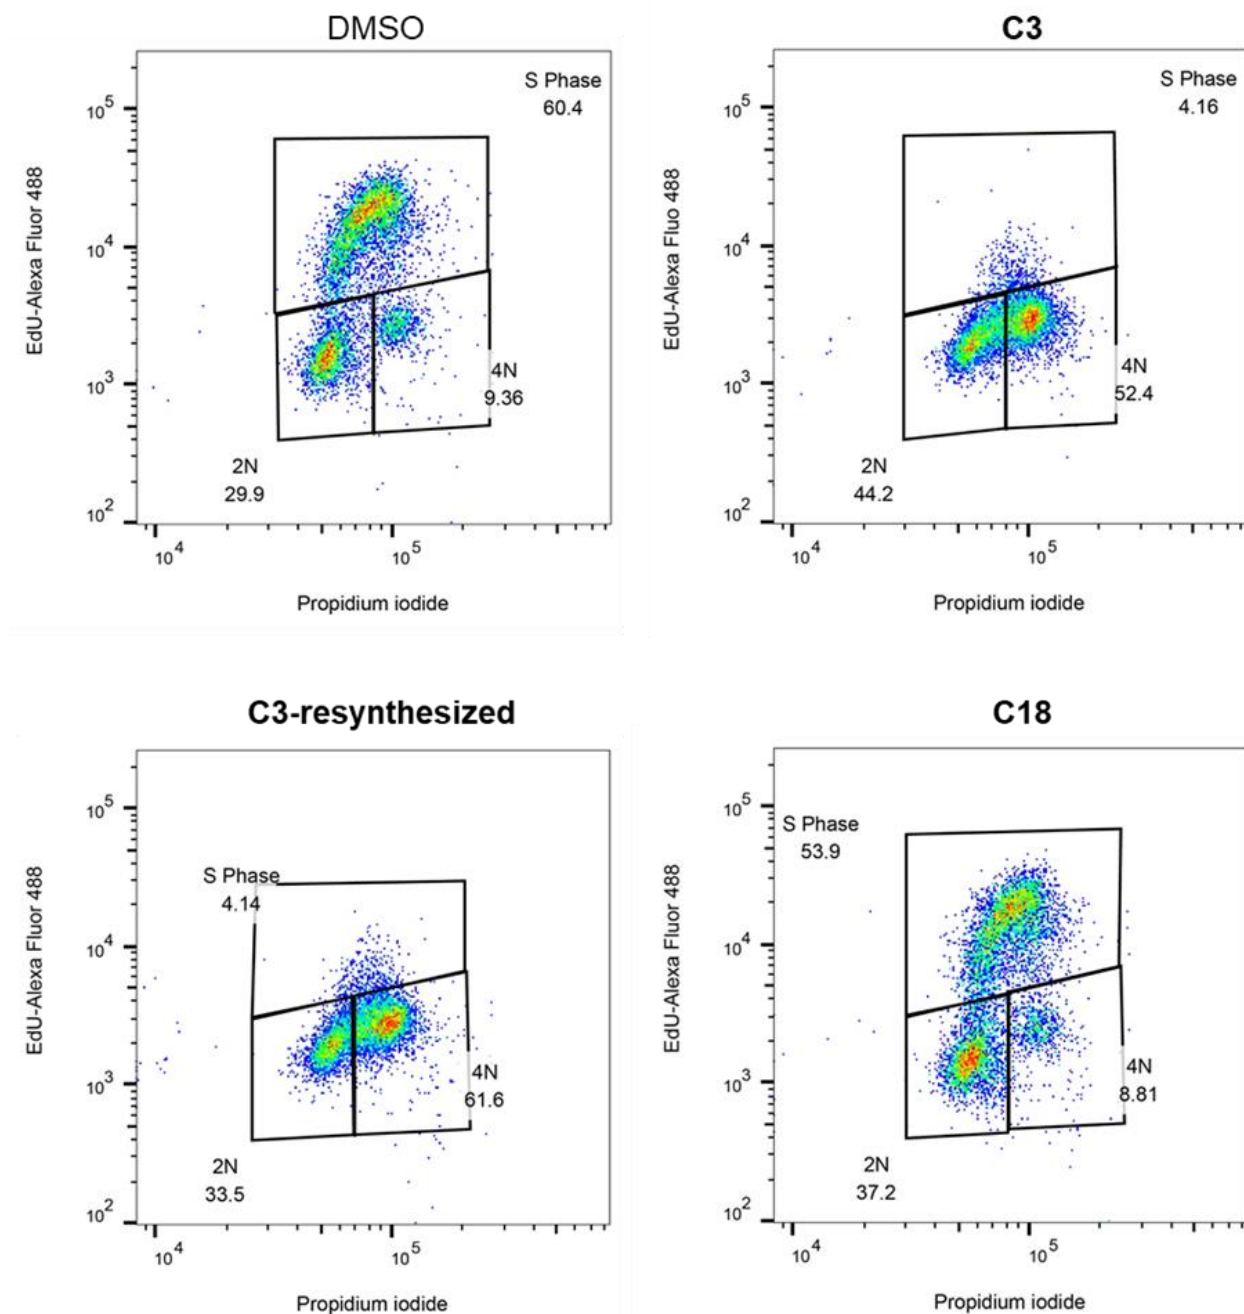 DMSO
S Phase
60.4
10^5
10^4
10^3
10^2
EdU-Alexa Fluor 488
4N
9.36
2N
29.9
10^4
10^5
Propidium iodide
C3
S Phase
4.16
10^5
10^4
10^3
10^2
EdU-Alexa Fluo 488
4N
52.4
2N
44.2
10^4
10^5
Propidium iodide
C3-resynthesized
10^5
10^4
10^3
10^2
EdU-Alexa Fluor 488
S Phase
4.14
4N
61.6
2N
33.5
10^4
10^5
Propidium iodide
C18
10^5
10^4
10^3
10^2
EdU-Alexa Fluor 488
S Phase
53.9
4N
8.81
2N
37.2
10^4
10^5
Propidium iodide